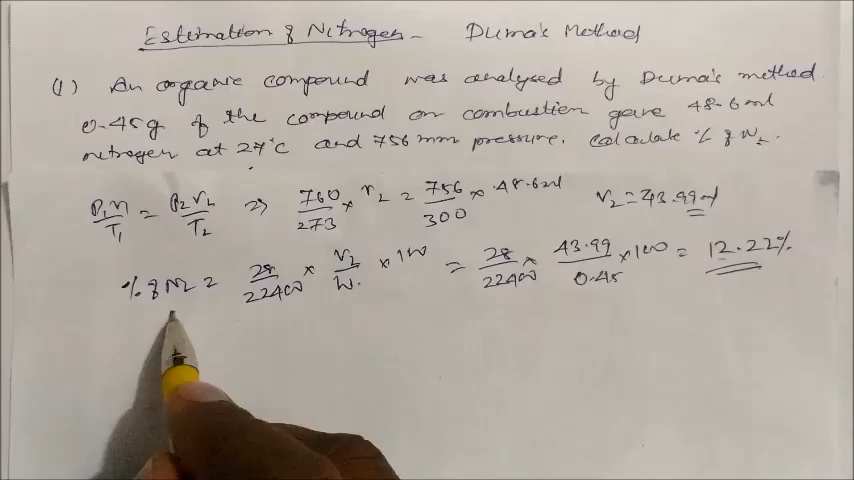 Estimation of Nitrogen - Duma's Method
(1) An organic compound was analysed by Duma's method.
0.45g of the compound on combustion gave 48.6 ml
nitrogen at 27°C and 756 mm pressure. Calculate % of N2.
P1V1/T1 = P2V2/T2 => 760/273 × V2 = 756/300 × 48.6ml V2 = 43.99ml
% of N2 = 28/22400 × V2/W. × 100 = 28/22400 × 43.99/0.45 × 100 = 12.22%